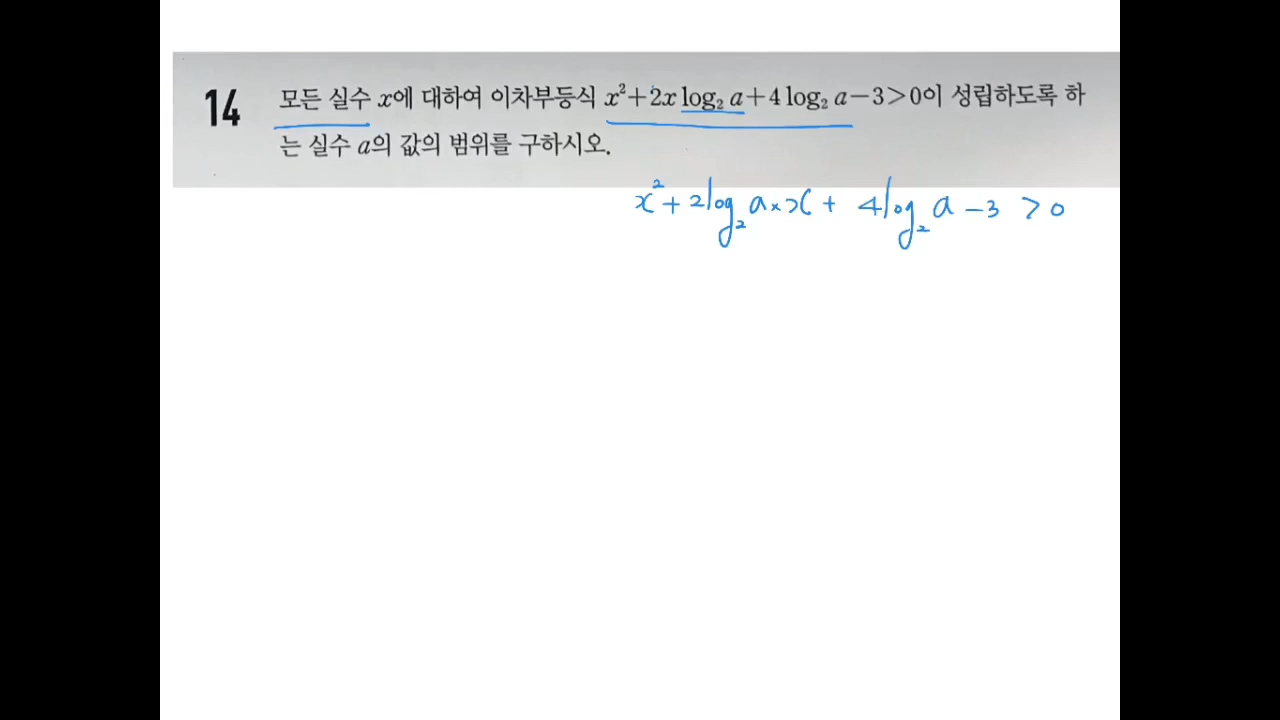 14 모든 실수 x에 대하여 이차부등식 x²+2x log₂ a+4 log₂ a−3>0이 성립하도록 하
는 실수 a의 값의 범위를 구하시오.
x² + 2log₂ a × x + 4log₂ a − 3 > 0